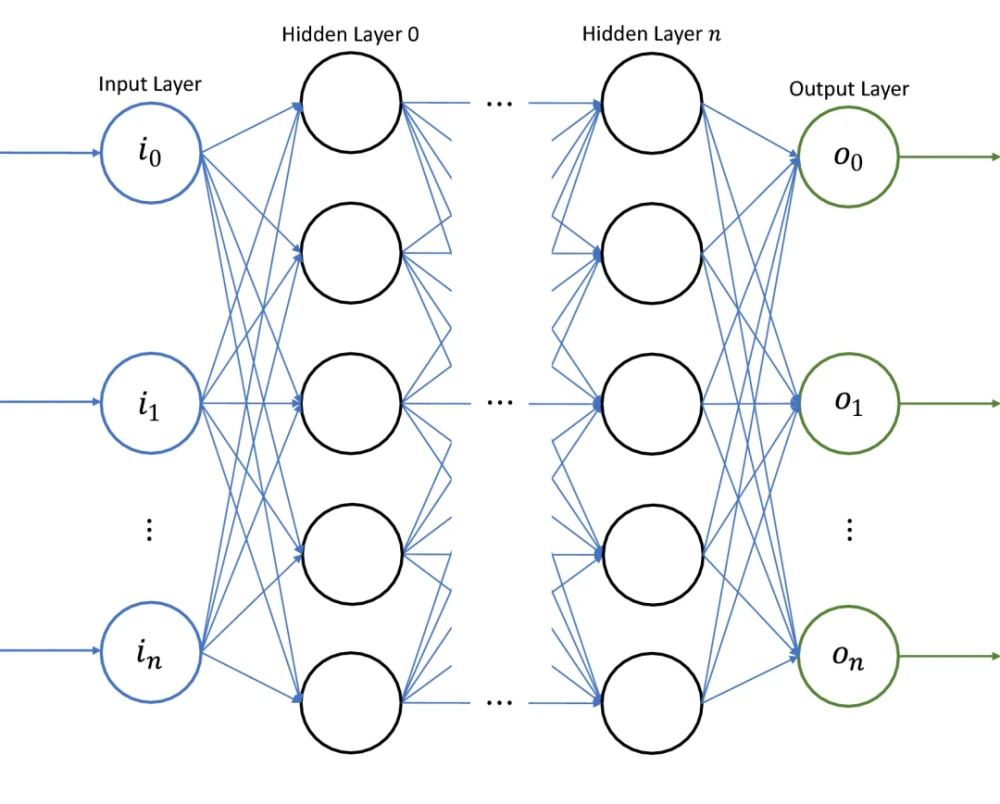 Hidden Layer 0
Hidden Layer n
Input Layer
Output Layer
i₀
...
o₀
i₁
...
o₁
⋮
⋮
iₙ
oₙ
...